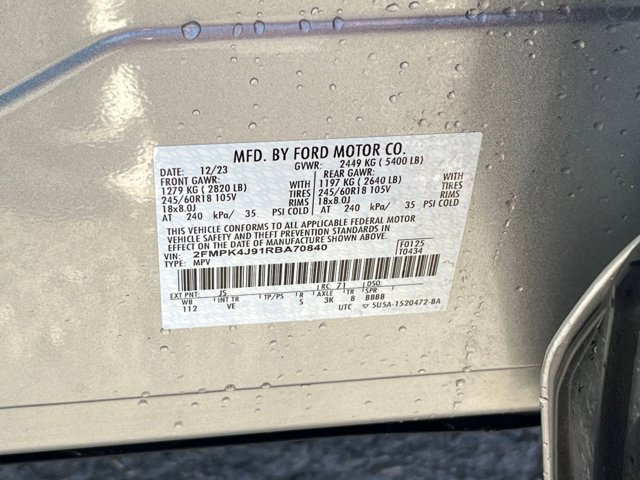 MFD. BY FORD MOTOR CO.
DATE: 12/23 GVWR: 2449 KG ( 5400 LB)
FRONT GAWR: REAR GAWR:
1279 KG ( 2820 LB) WITH 1197 KG ( 2640 LB) WITH
245/60R18 105V TIRES 245/60R18 105V TIRES
18x8.0J RIMS 18x8.0J RIMS
AT 240 kPa/ 35 PSI COLD AT 240 kPa/ 35 PSI COLD
THIS VEHICLE CONFORMS TO ALL APPLICABLE FEDERAL MOTOR
VEHICLE SAFETY AND THEFT PREVENTION STANDARDS IN
EFFECT ON THE DATE OF MANUFACTURE SHOWN ABOVE.
VIN: 2FMPK4J91RBA70840 F0125
TYPE: MPV T0434
EXT PNT: JS RC: Z1 DSO:
WB INT TR TP/PS R AXLE TR SPR
112 VE S 3K 8 BBBB
UTC 5U5A-1520472-BA